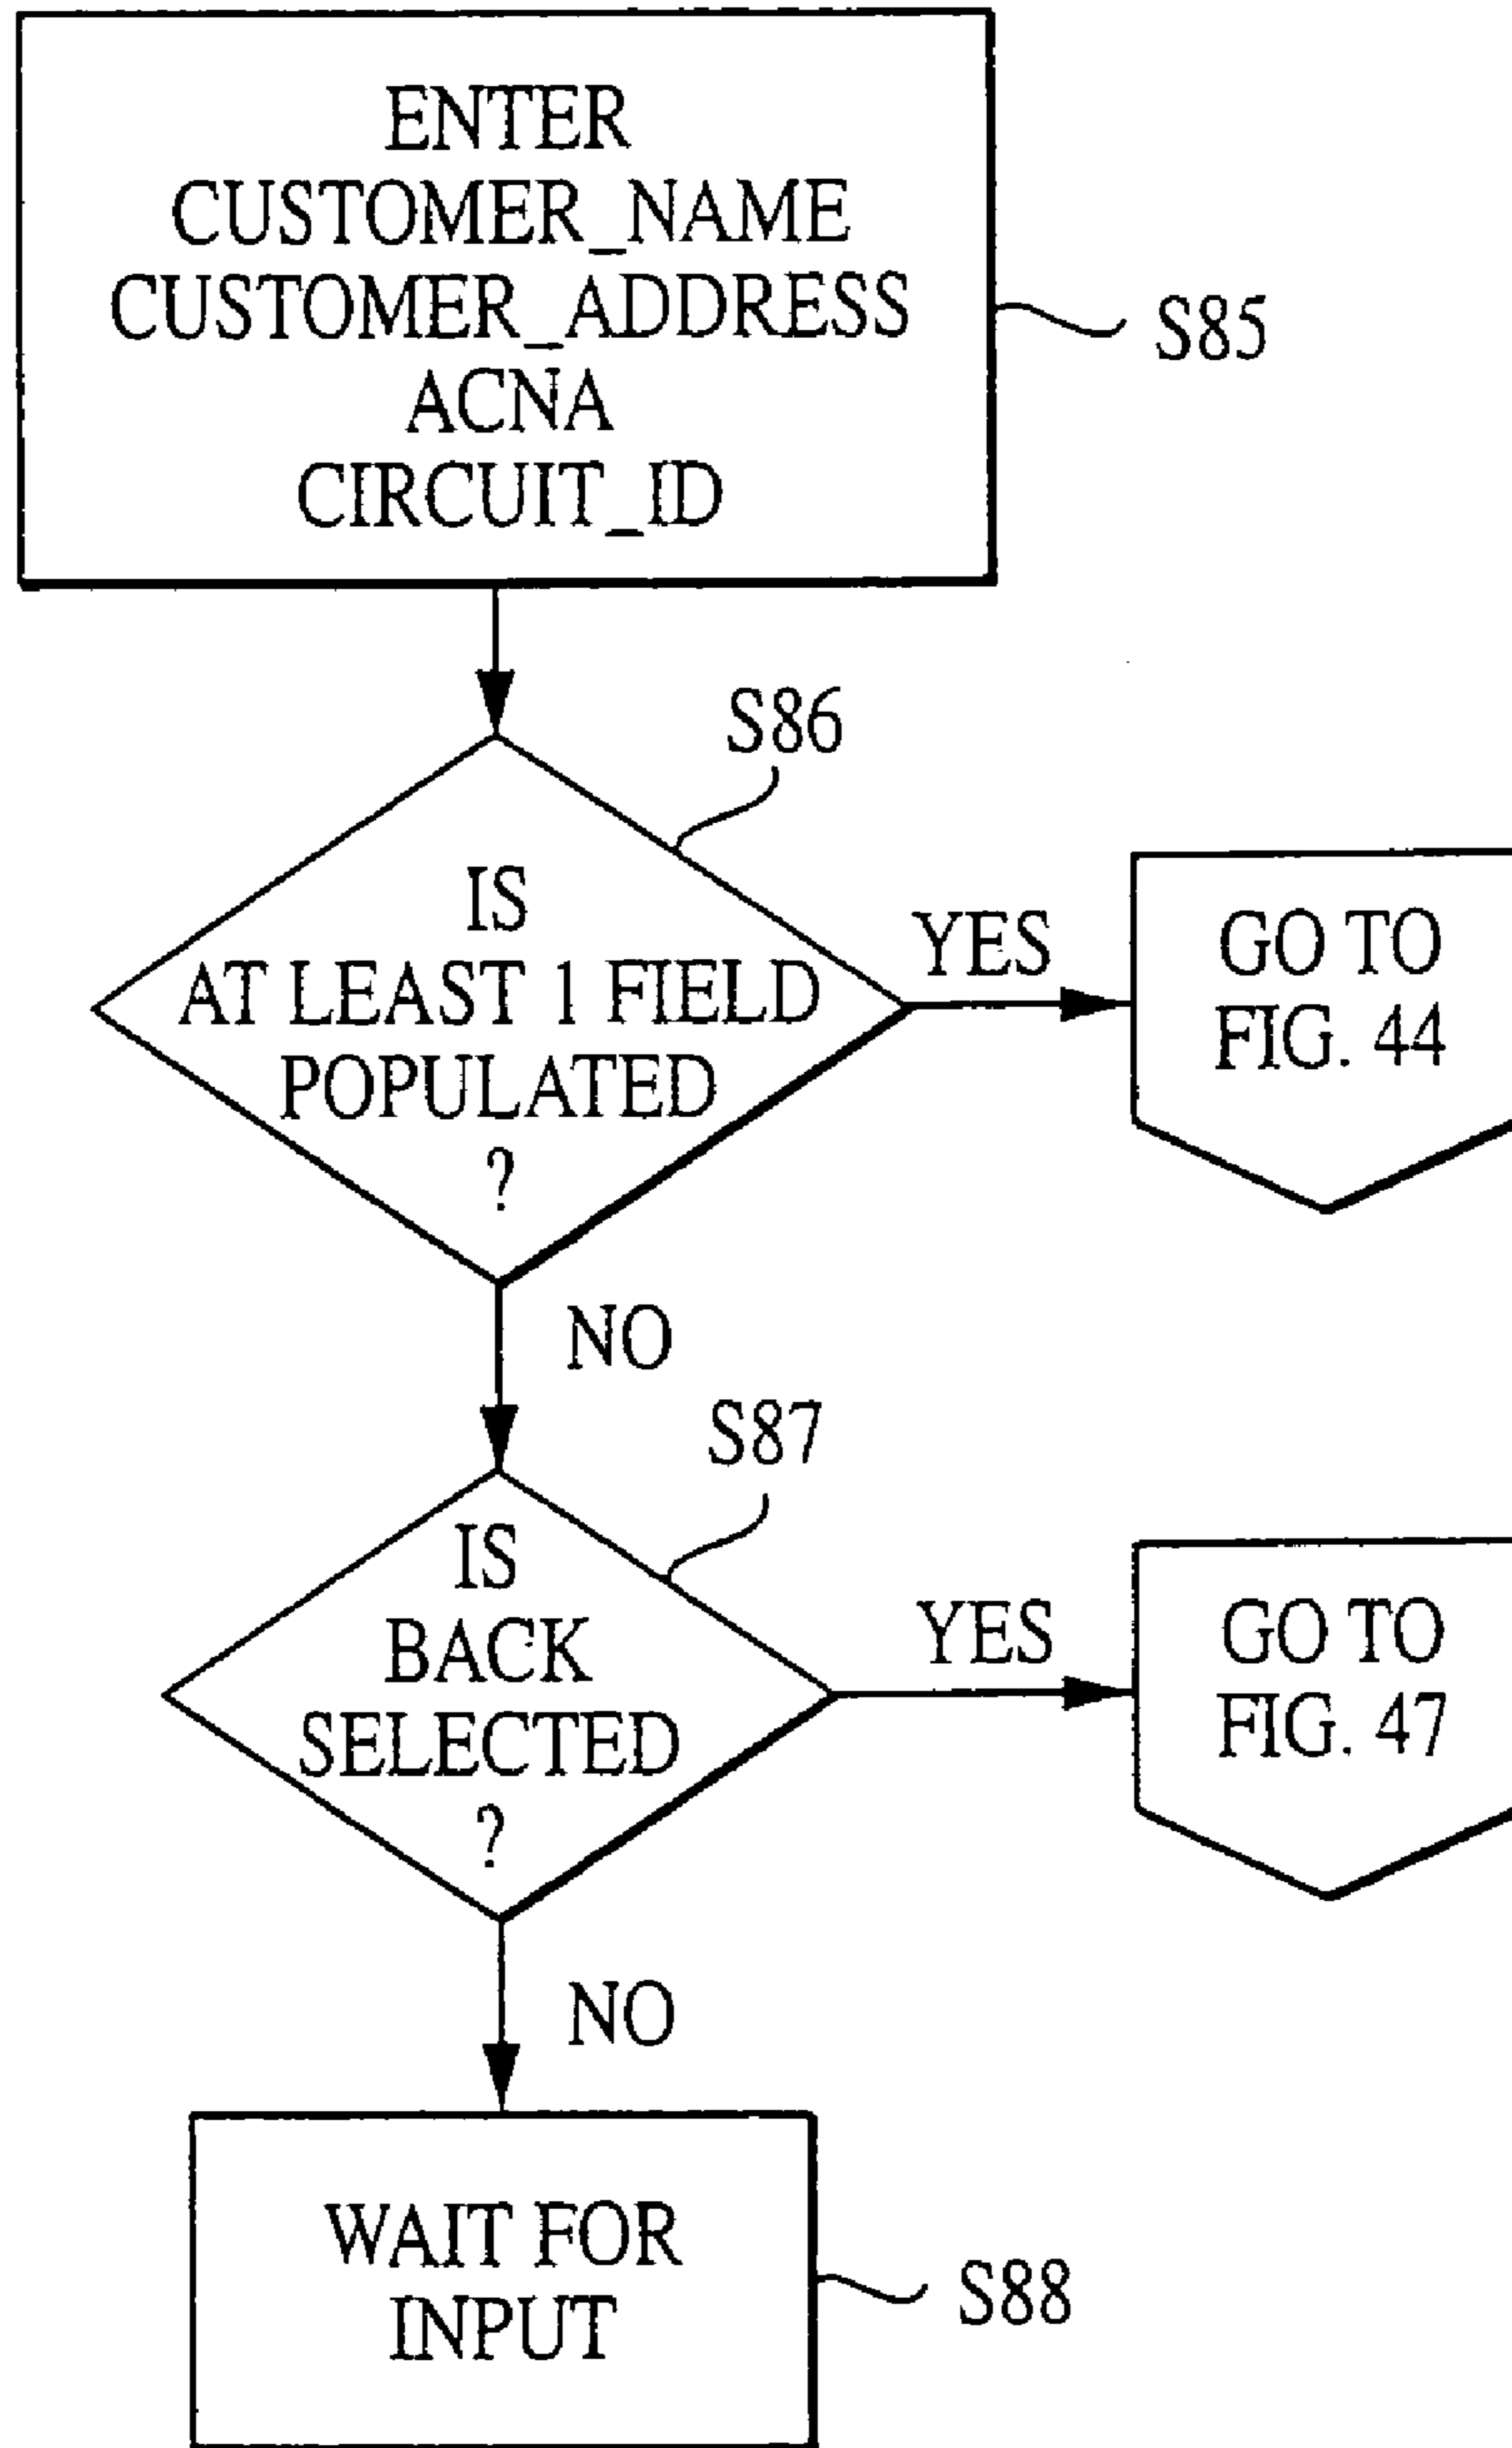 ENTER
CUSTOMER_NAME
CUSTOMER_ADDRESS
ACNA
CIRCUIT_ID
S85
S86
IS
AT LEAST 1 FIELD
POPULATED
?
YES
GO TO
FIG. 44
NO
S87
IS
BACK
SELECTED
?
YES
GO TO
FIG. 47
NO
WAIT FOR
INPUT
S88